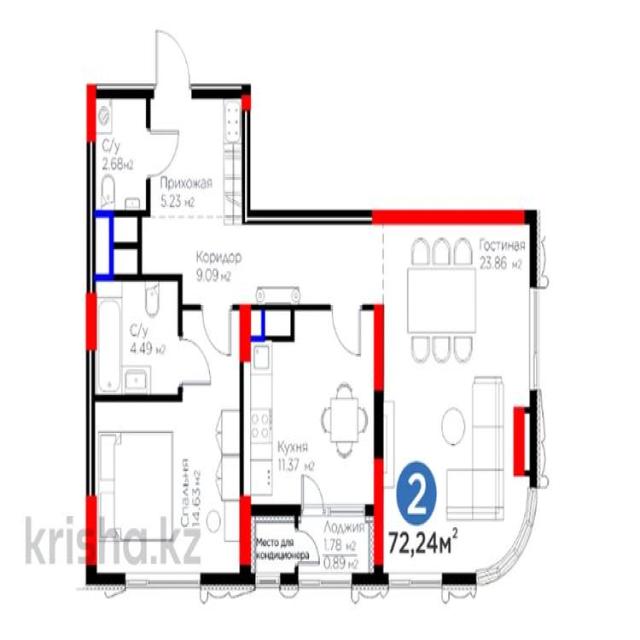 С/у
2.68м2
Прихожая
5.23 м2
Коридор
9.09 м2
Гостиная
23.86 м2
С/у
4.49 м2
Кухня
11.37 м2
Спальня
14.63 м2
2
72,24м²
Место для
кондиционера
Лоджия
1.78 м2
0.89 м2
krisha.kz